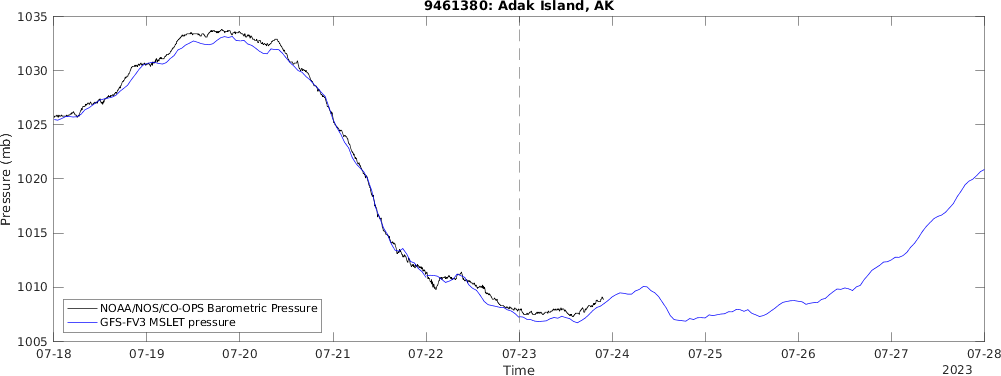 9461380: Adak Island, AK
Pressure (mb)
1035
1030
1025
1020
1015
1010
1005
NOAA/NOS/CO-OPS Barometric Pressure
GFS-FV3 MSLET pressure
07-18 07-19 07-20 07-21 07-22 07-23 07-24 07-25 07-26 07-27 07-28
Time
2023